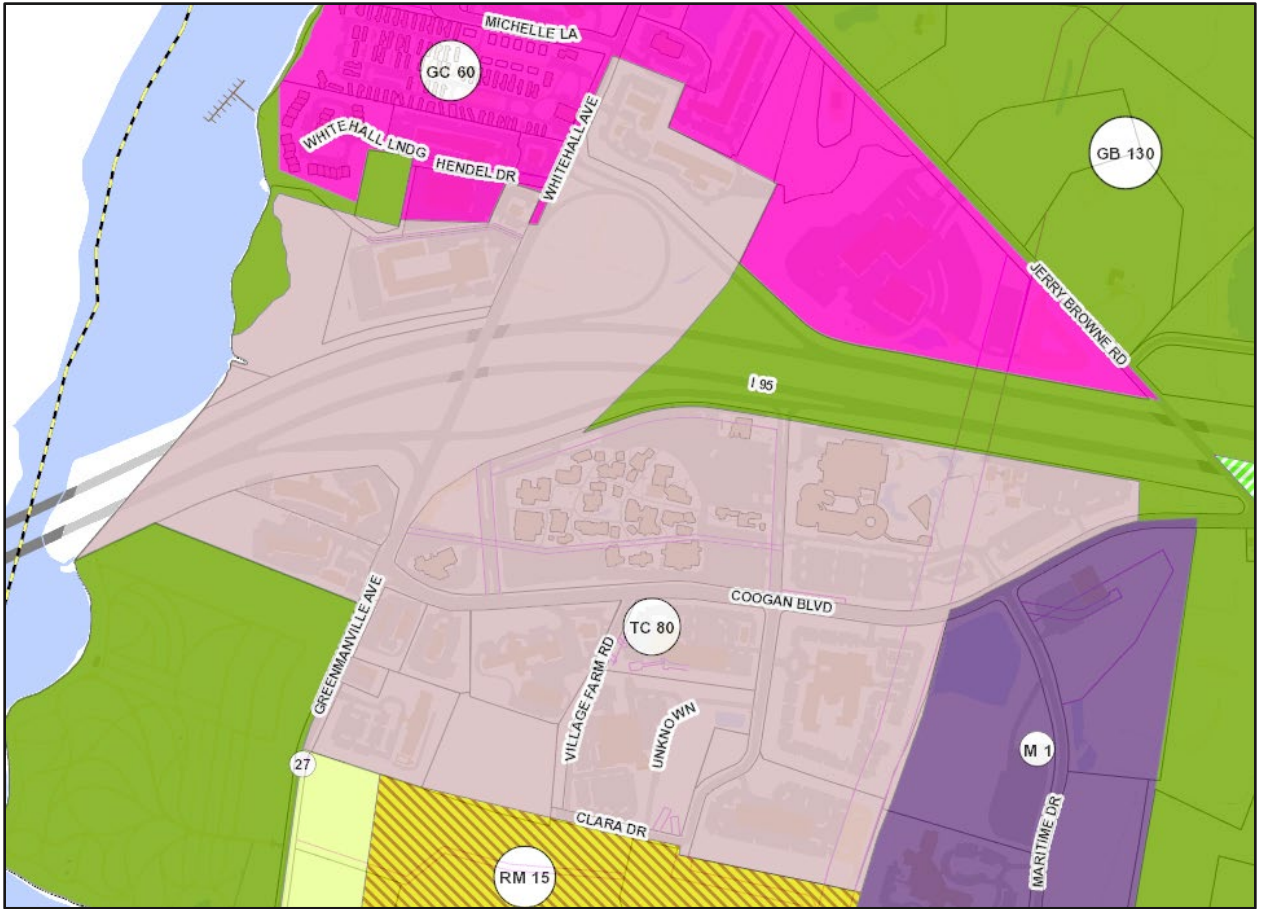 MICHELLE LA
GC 60
WHITEHALL AVE
WHITEHALL LNDG
HENDEL DR
GB 130
JERRY BROWNE RD
I 95
COOGAN BLVD
TC 80
GREENMANVILLE AVE
VILLAGE FARM RD
UNKNOWN
27
M 1
CLARA DR
MARITIME DR
RM 15